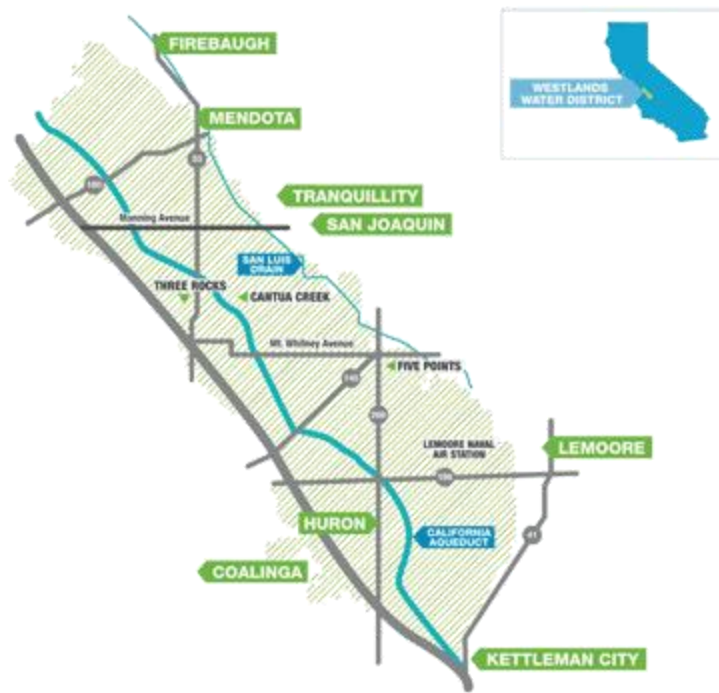 FIREBAUGH
WESTLANDS
WATER DISTRICT
MENDOTA
33
180
TRANQUILLITY
Manning Avenue
SAN JOAQUIN
SAN LUIS
DRAIN
THREE ROCKS
CANTUA CREEK
Mt. Whitney Avenue
FIVE POINTS
145
269
LEMOORE NAVAL
AIR STATION
LEMOORE
198
HURON
CALIFORNIA
AQUEDUCT
41
COALINGA
KETTLEMAN CITY